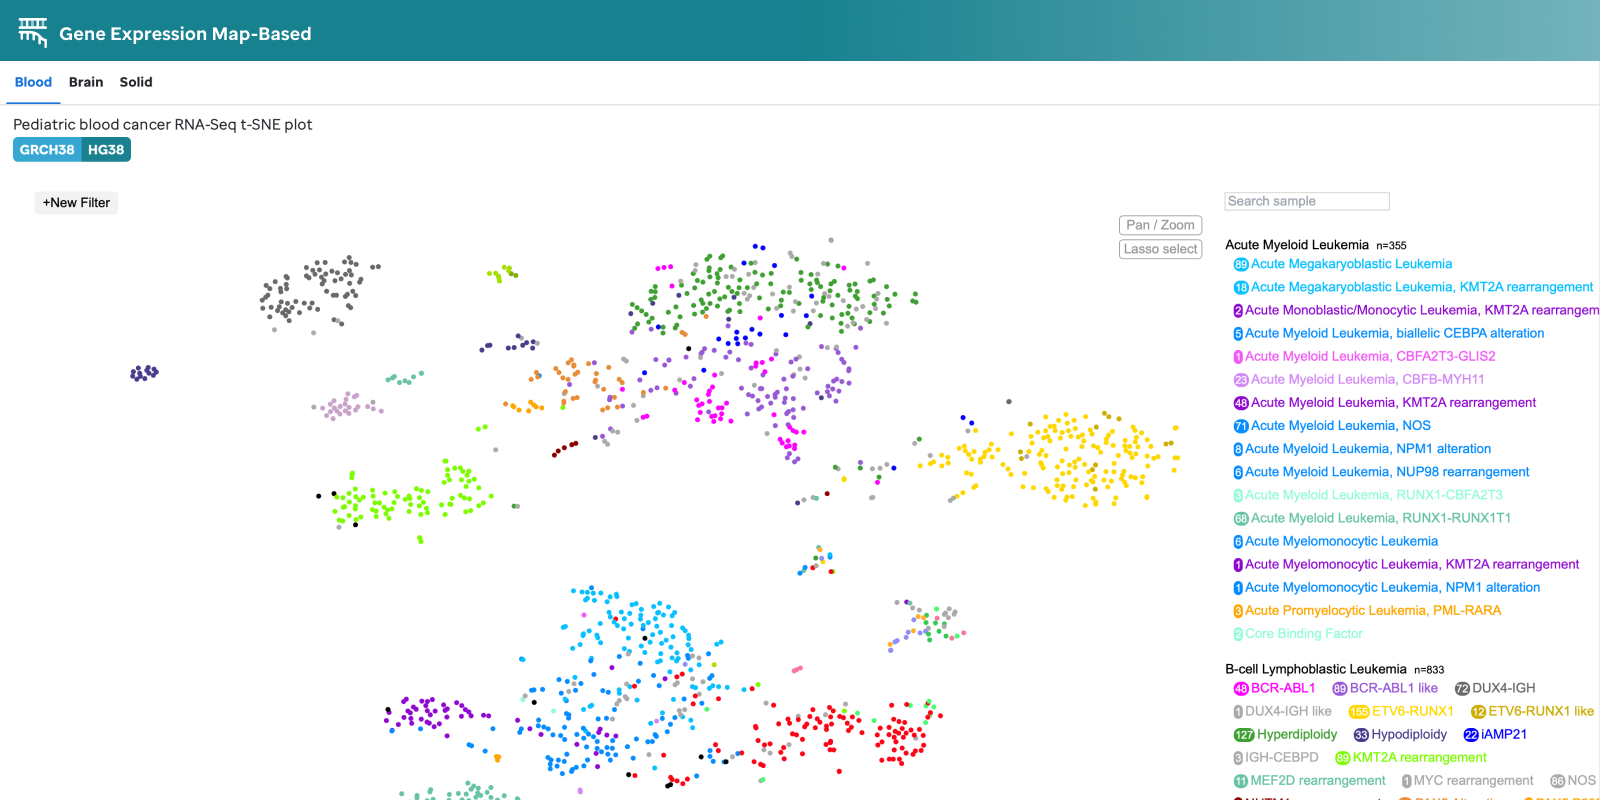 Gene Expression Map-Based
Blood Brain Solid
Pediatric blood cancer RNA-Seq t-SNE plot
GRCH38 HG38
+New Filter
Search sample
Pan / Zoom
Lasso select
Acute Myeloid Leukemia n=355
89 Acute Megakaryoblastic Leukemia
18 Acute Megakaryoblastic Leukemia, KMT2A rearrangement
2 Acute Monoblastic/Monocytic Leukemia, KMT2A rearrangem
5 Acute Myeloid Leukemia, biallelic CEBPA alteration
1 Acute Myeloid Leukemia, CBFA2T3-GLIS2
23 Acute Myeloid Leukemia, CBFB-MYH11
48 Acute Myeloid Leukemia, KMT2A rearrangement
71 Acute Myeloid Leukemia, NOS
8 Acute Myeloid Leukemia, NPM1 alteration
6 Acute Myeloid Leukemia, NUP98 rearrangement
3 Acute Myeloid Leukemia, RUNX1-CBFA2T3
68 Acute Myeloid Leukemia, RUNX1-RUNX1T1
6 Acute Myelomonocytic Leukemia
1 Acute Myelomonocytic Leukemia, KMT2A rearrangement
1 Acute Myelomonocytic Leukemia, NPM1 alteration
3 Acute Promyelocytic Leukemia, PML-RARA
2 Core Binding Factor
B-cell Lymphoblastic Leukemia n=833
48 BCR-ABL1 89 BCR-ABL1 like 72 DUX4-IGH
1 DUX4-IGH like 155 ETV6-RUNX1 12 ETV6-RUNX1 like
127 Hyperdiploidy 33 Hypodiploidy 22 iAMP21
3 IGH-CEBPD 89 KMT2A rearrangement
11 MEF2D rearrangement 1 MYC rearrangement 86 NOS